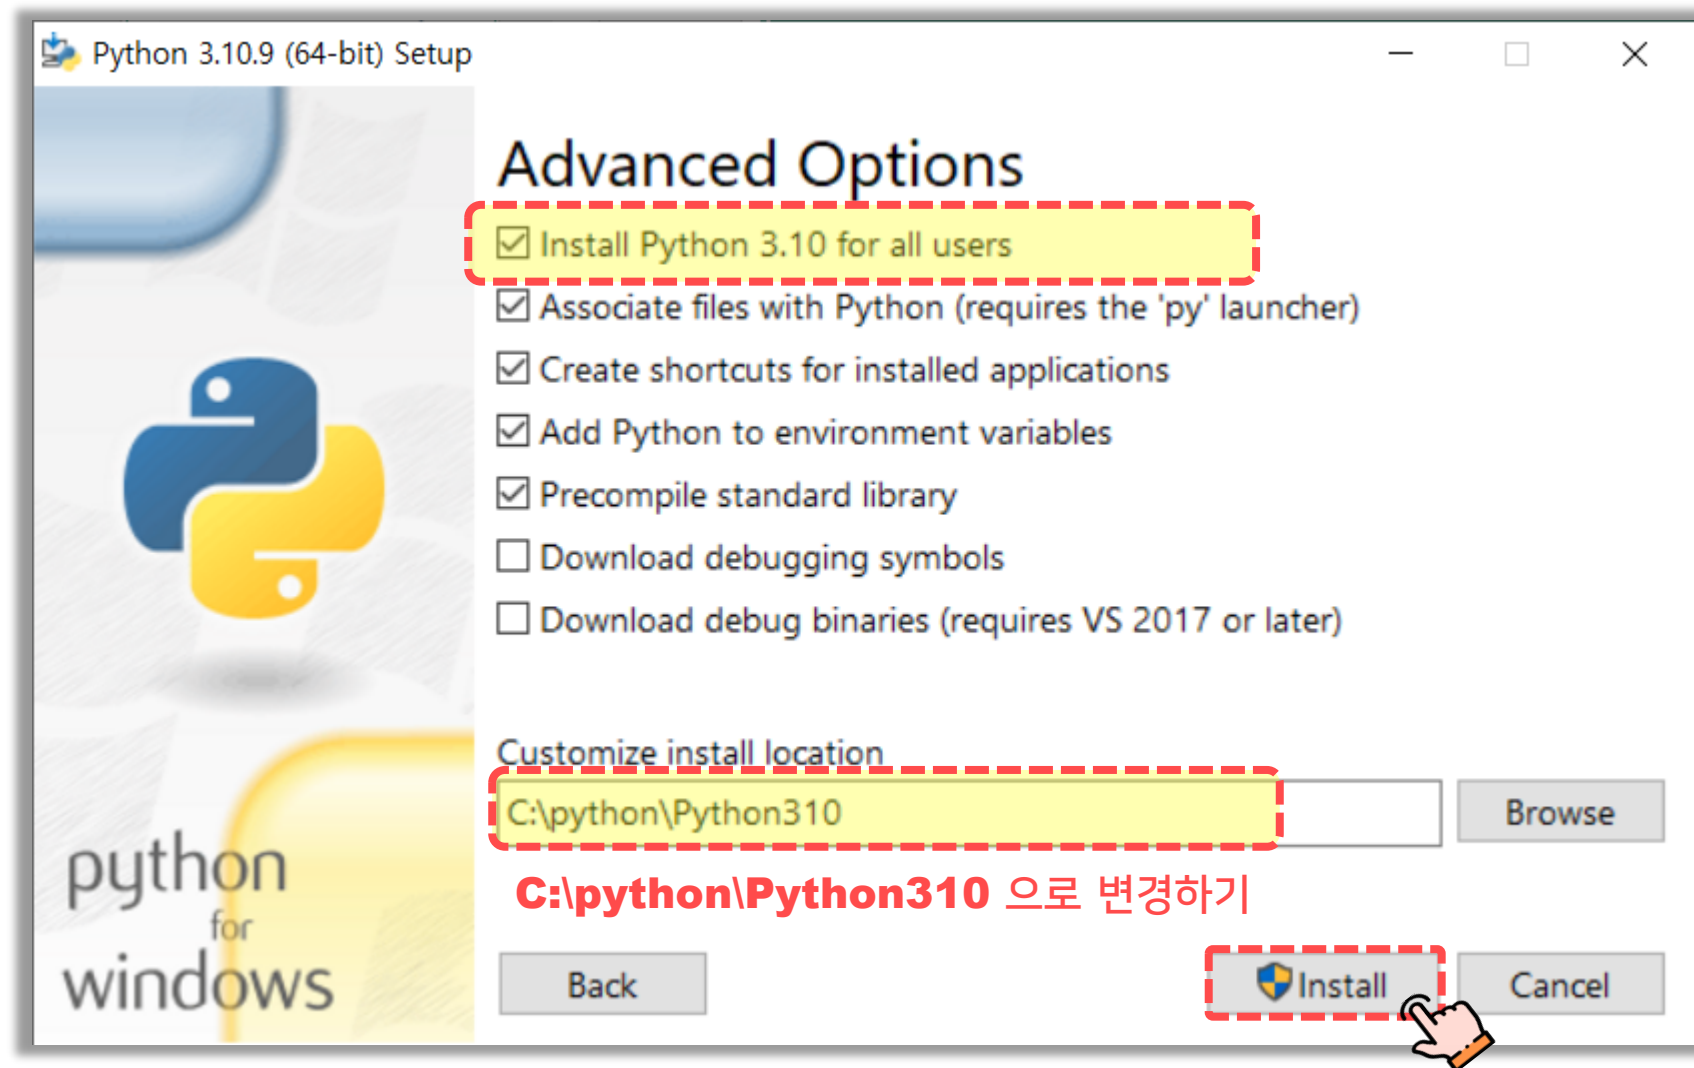 Python 3.10.9 (64-bit) Setup
Advanced Options
Install Python 3.10 for all users
Associate files with Python (requires the 'py' launcher)
Create shortcuts for installed applications
Add Python to environment variables
Precompile standard library
Download debugging symbols
Download debug binaries (requires VS 2017 or later)
Customize install location
C:\python\Python310
Browse
C:\python\Python310 으로 변경하기
python
for
windows
Back
Install
Cancel